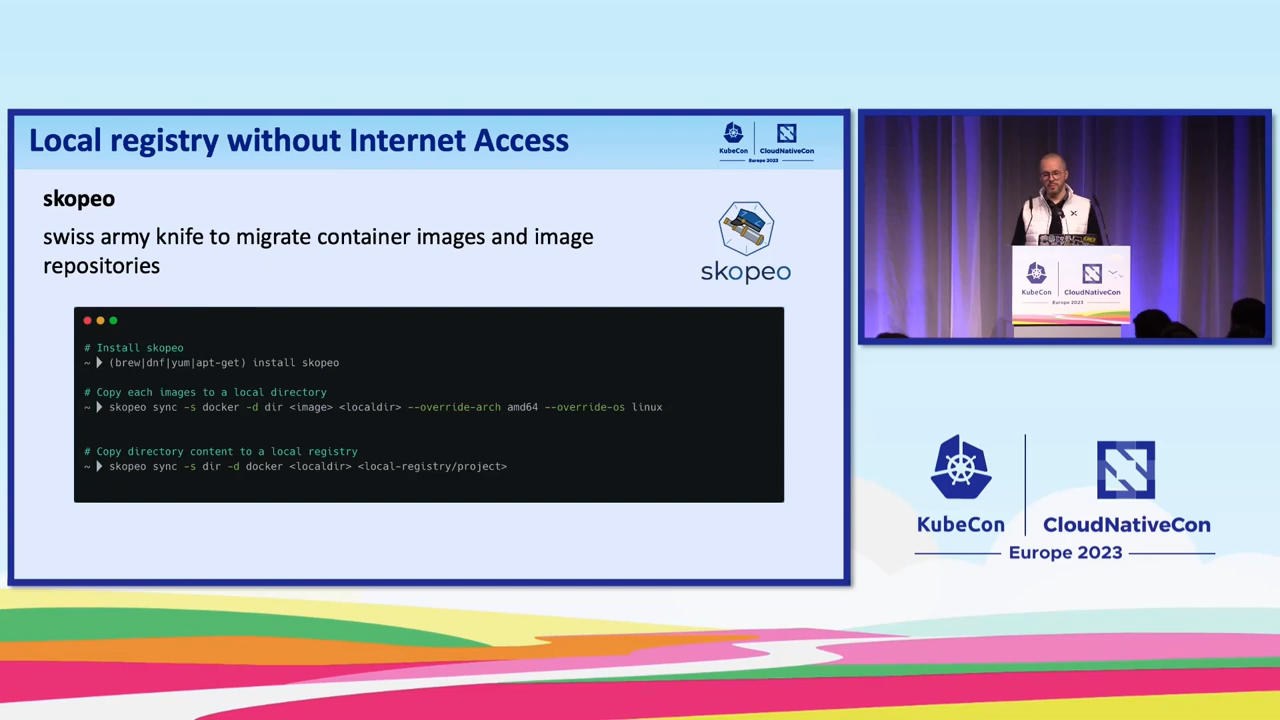 Local registry without Internet Access
KubeCon
CloudNativeCon
Europe 2023
skopeo
swiss army knife to migrate container images and image
repositories
skopeo
# Install skopeo
~ (brew|dnf|yum|apt-get) install skopeo
# Copy each images to a local directory
~ skopeo sync -s docker -d dir <image> <localdir> --override-arch amd64 --override-os linux
# Copy directory content to a local registry
~ skopeo sync -s dir -d docker <localdir> <local-registry/project>
KubeCon
CloudNativeCon
Europe 2023
KubeCon
CloudNativeCon
Europe 2023